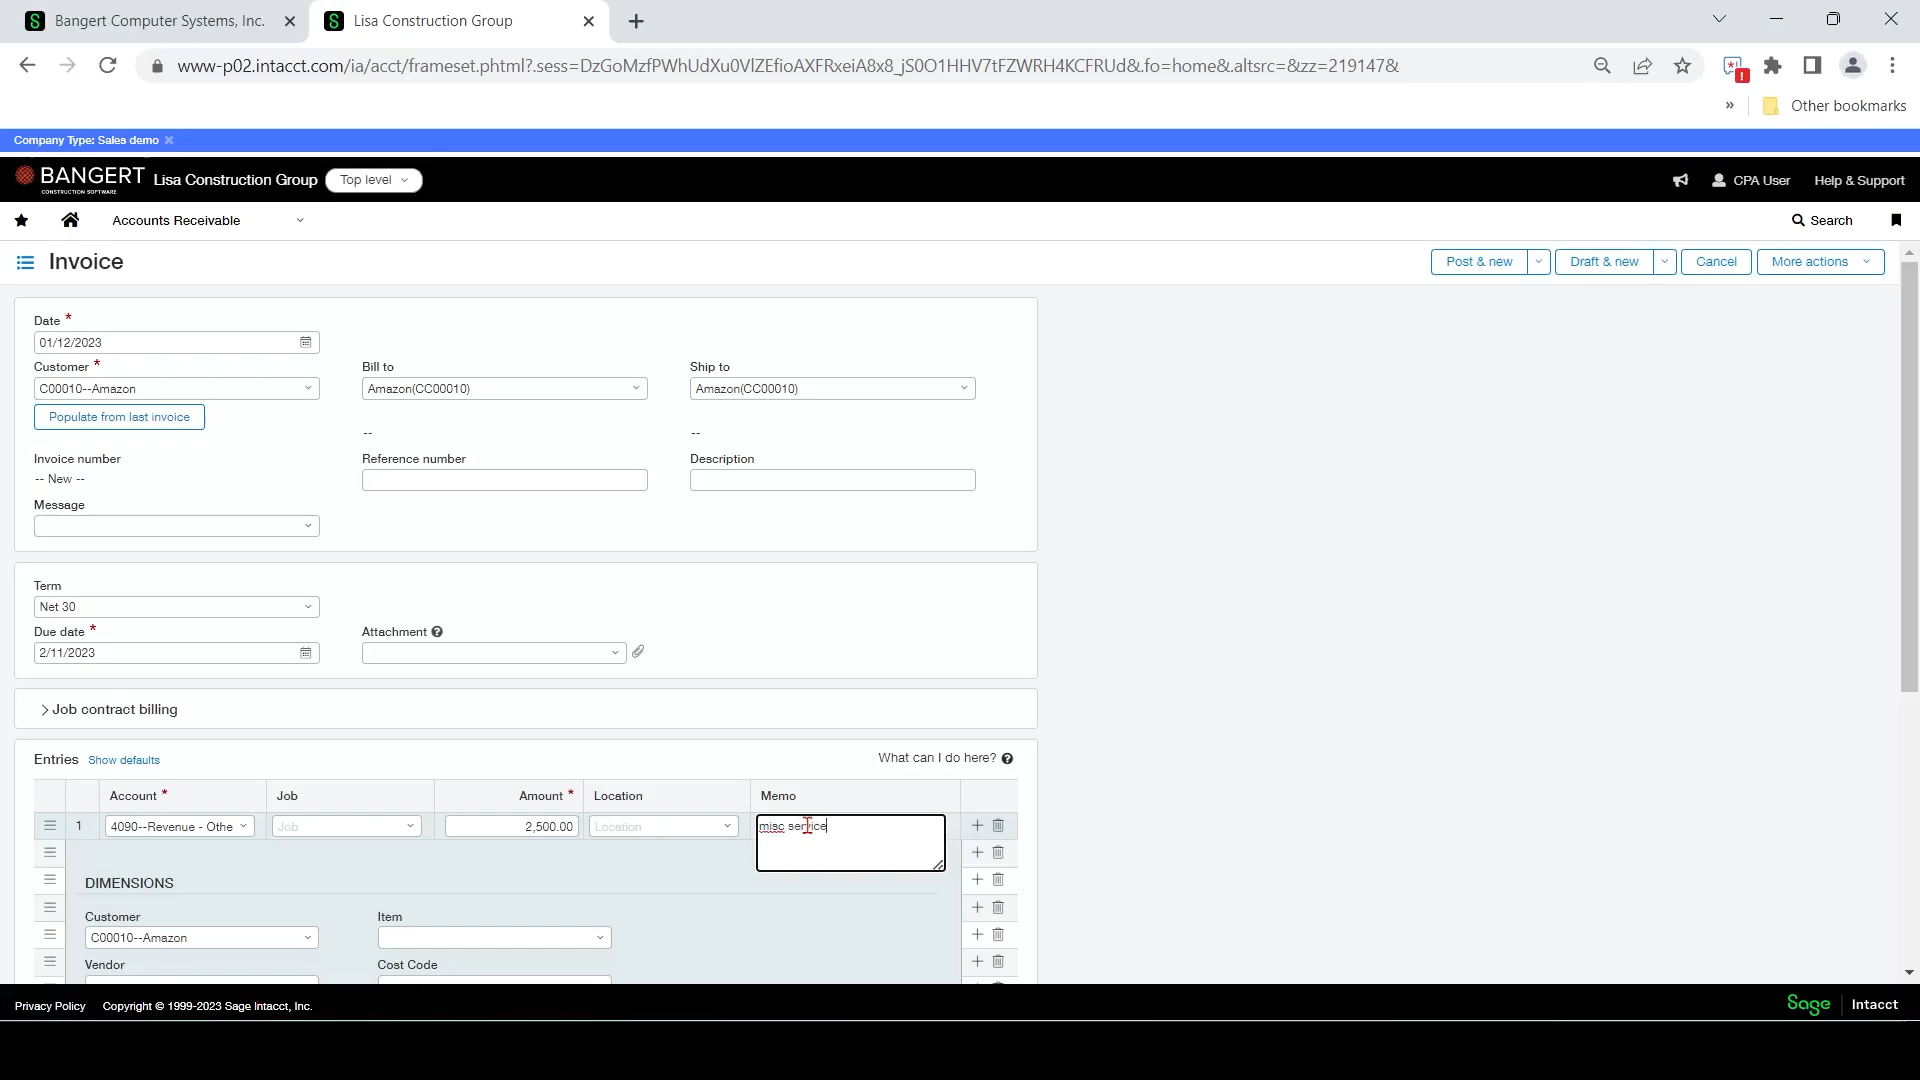 Bangert Computer Systems, Inc.
Lisa Construction Group
www-p02.intacct.com/ia/acct/frameset.phtml?.sess=DzGoMzfPWhUdXu0VlZEfioAXFRxeiA8x8_jS0O1HHV7tFZWRH4KCFRUd&.fo=home&.altsrc=&zz=219147&
» Other bookmarks
Company Type: Sales demo
BANGERT
CONSTRUCTION SOFTWARE
Lisa Construction Group Top level CPA User Help & Support
Accounts Receivable Search
Invoice Post & new Draft & new Cancel More actions
Date *
01/12/2023
Customer * Bill to Ship to
C00010--Amazon Amazon(CC00010) Amazon(CC00010)
Populate from last invoice
-- --
Invoice number Reference number Description
-- New --
Message
Term
Net 30
Due date * Attachment
2/11/2023
Job contract billing
Entries Show defaults What can I do here?
Account * Job Amount * Location Memo
1 4090--Revenue - Othe Job 2,500.00 Location misc service
DIMENSIONS
Customer Item
C00010--Amazon
Vendor Cost Code
Privacy Policy Copyright © 1999-2023 Sage Intacct, Inc. Sage Intacct